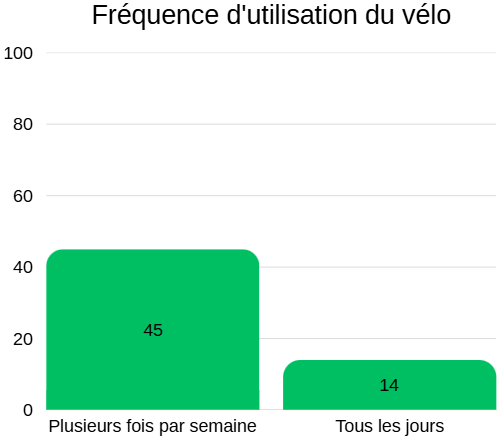 Fréquence d'utilisation du vélo
100
80
60
40
20
0
45
14
Plusieurs fois par semaine
Tous les jours